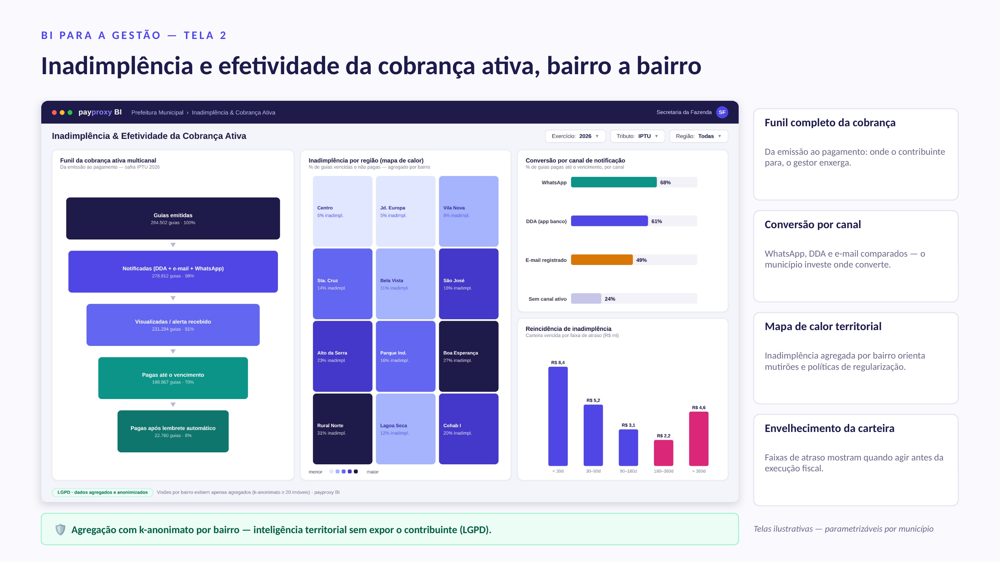 BI PARA A GESTÃO — TELA 2
Inadimplência e efetividade da cobrança ativa, bairro a bairro
payproxy BI
Prefeitura Municipal › Inadimplência & Cobrança Ativa
Secretaria da Fazenda
SF
Inadimplência & Efetividade da Cobrança Ativa
Exercício: 2026 ▼
Tributo: IPTU ▼
Região: Todas ▼
Funil da cobrança ativa multicanal
Da emissão ao pagamento — safra IPTU 2026
Guias emitidas
284.502 guias · 100%
Notificadas (DDA + e-mail + WhatsApp)
278.812 guias · 98%
Visualizadas / alerta recebido
231.294 guias · 81%
Pagas até o vencimento
198.867 guias · 70%
Pagas após lembrete automático
22.760 guias · 8%
Inadimplência por região (mapa de calor)
% de guias vencidas e não pagas — agregado por bairro
Centro
6% inadimpl.
Jd. Europa
5% inadimpl.
Vila Nova
9% inadimpl.
Sta. Cruz
14% inadimpl.
Bela Vista
11% inadimpl.
São José
18% inadimpl.
Alto da Serra
23% inadimpl.
Parque Ind.
16% inadimpl.
Boa Esperança
27% inadimpl.
Rural Norte
31% inadimpl.
Lagoa Seca
12% inadimpl.
Cohab I
20% inadimpl.
menor
maior
Conversão por canal de notificação
% de guias pagas até o vencimento, por canal
WhatsApp 68%
DDA (app banco) 61%
E-mail registrado 49%
Sem canal ativo 24%
Reincidência de inadimplência
Carteira vencida por faixa de atraso (R$ mi)
R$ 8,4
R$ 5,2
R$ 3,1
R$ 2,2
R$ 4,6
< 30d
30–90d
90–180d
180–360d
> 360d
LGPD · dados agregados e anonimizados
Visões por bairro exibem apenas agregados (k-anonimato ≥ 20 imóveis) · payproxy BI
Funil completo da cobrança
Da emissão ao pagamento: onde o contribuinte
para, o gestor enxerga.
Conversão por canal
WhatsApp, DDA e e-mail comparados — o
município investe onde converte.
Mapa de calor territorial
Inadimplência agregada por bairro orienta
mutirões e políticas de regularização.
Envelhecimento da carteira
Faixas de atraso mostram quando agir antes da
execução fiscal.
Agregação com k-anonimato por bairro — inteligência territorial sem expor o contribuinte (LGPD).
Telas ilustrativas — parametrizáveis por município